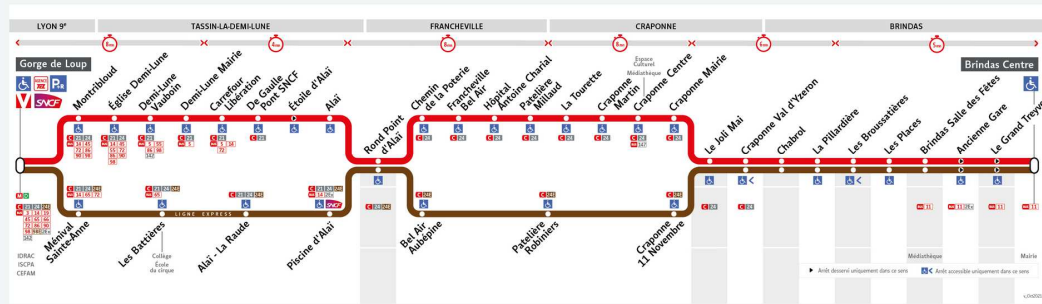 LYON 9e
TASSIN-LA-DEMI-LUNE
FRANCHEVILLE
CRAPONNE
BRINDAS
Gorge de Loup
P+R
SNCF
Montribloud
Église Demi-Lune
Demi-Lune
Vauboin
Demi-Lune Mairie
Carrefour
Libération
De Gaulle
Pont SNCF
Étoile d'Alaï
Alaï
Rond Point
d'Alaï
Chemin
de la Poterie
Francheville
Bel Air
Hôpital
Antoine Charial
Patelière
Millaud
La Tourette
Craponne
Martin
Espace
Culturel
Médiathèque
Craponne Centre
Craponne Mairie
Le Joli Mai
Craponne Val d'Yzeron
Chabrol
La Pillardière
Les Broussatières
Les Places
Brindas Salle des Fêtes
Ancienne Gare
Le Grand Treyve
Brindas Centre
LIGNE EXPRESS
Ménival
Sainte-Anne
Les Battières
Collège
École
du cirque
Alaï - La Raude
Piscine d'Alaï
SNCF
Bel Air
Aubépine
Patelière
Robiniers
Craponne
11 Novembre
IDRAC
ISCPA
CEFAM
Médiathèque
Mairie
Arrêt desservi uniquement dans ce sens
Arrêt accessible uniquement dans ce sens